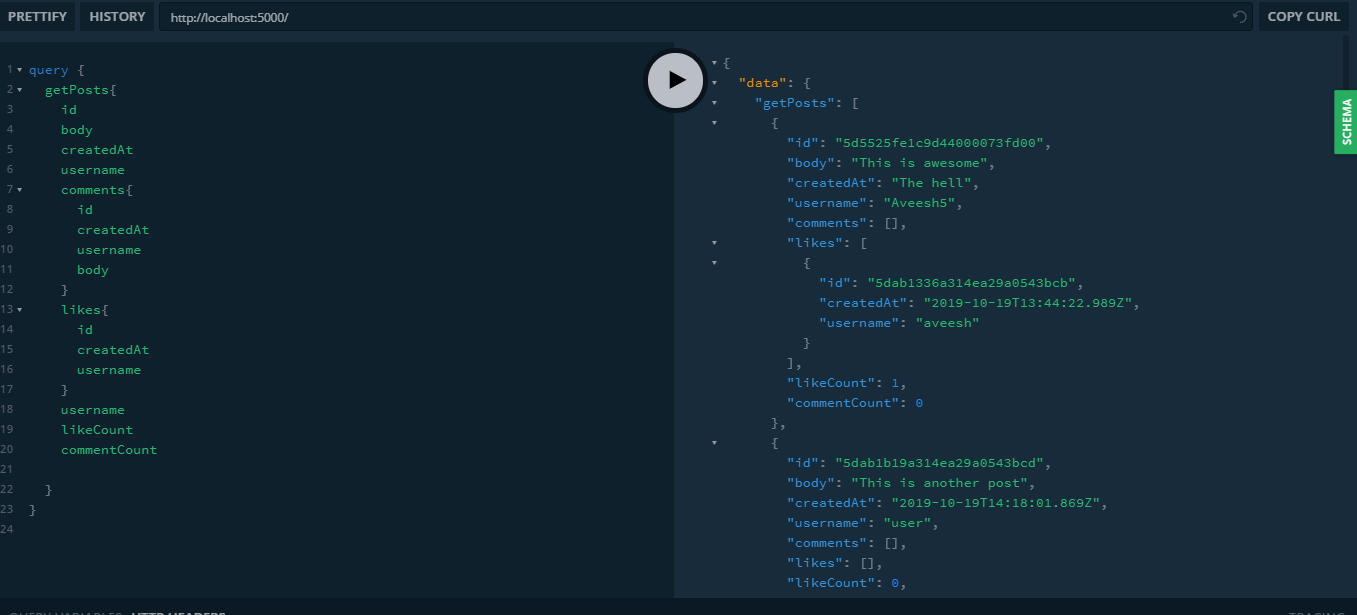 PRETTIFY HISTORY http://localhost:5000/ COPY CURL
1 query {
2 getPosts{
3 id
4 body
5 createdAt
6 username
7 comments{
8 id
9 createdAt
10 username
11 body
12 }
13 likes{
14 id
15 createdAt
16 username
17 }
18 username
19 likeCount
20 commentCount
21
22 }
23 }
24
{
"data": {
"getPosts": [
{
"id": "5d5525fe1c9d44000073fd00",
"body": "This is awesome",
"createdAt": "The hell",
"username": "Aveesh5",
"comments": [],
"likes": [
{
"id": "5dab1336a314ea29a0543bcb",
"createdAt": "2019-10-19T13:44:22.989Z",
"username": "aveesh"
}
],
"likeCount": 1,
"commentCount": 0
},
{
"id": "5dab1b19a314ea29a0543bcd",
"body": "This is another post",
"createdAt": "2019-10-19T14:18:01.869Z",
"username": "user",
"comments": [],
"likes": [],
"likeCount": 0,
SCHEMA
QUERY VARIABLES HTTP HEADERS
TRACING